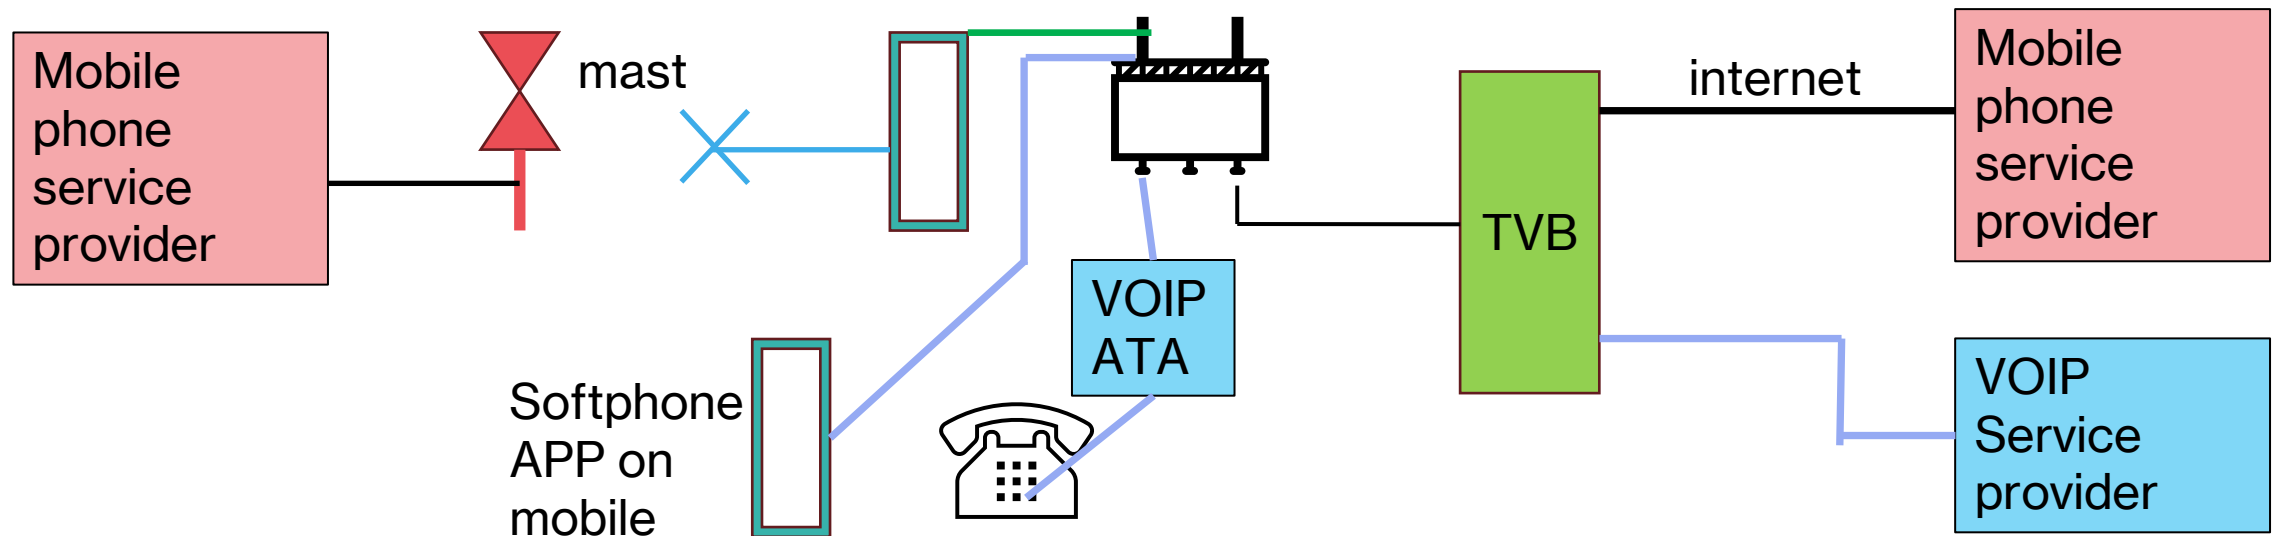 Mobile
phone
service
provider
mast
Softphone
APP on
mobile
VOIP
ATA
TVB
internet
Mobile
phone
service
provider
VOIP
Service
provider